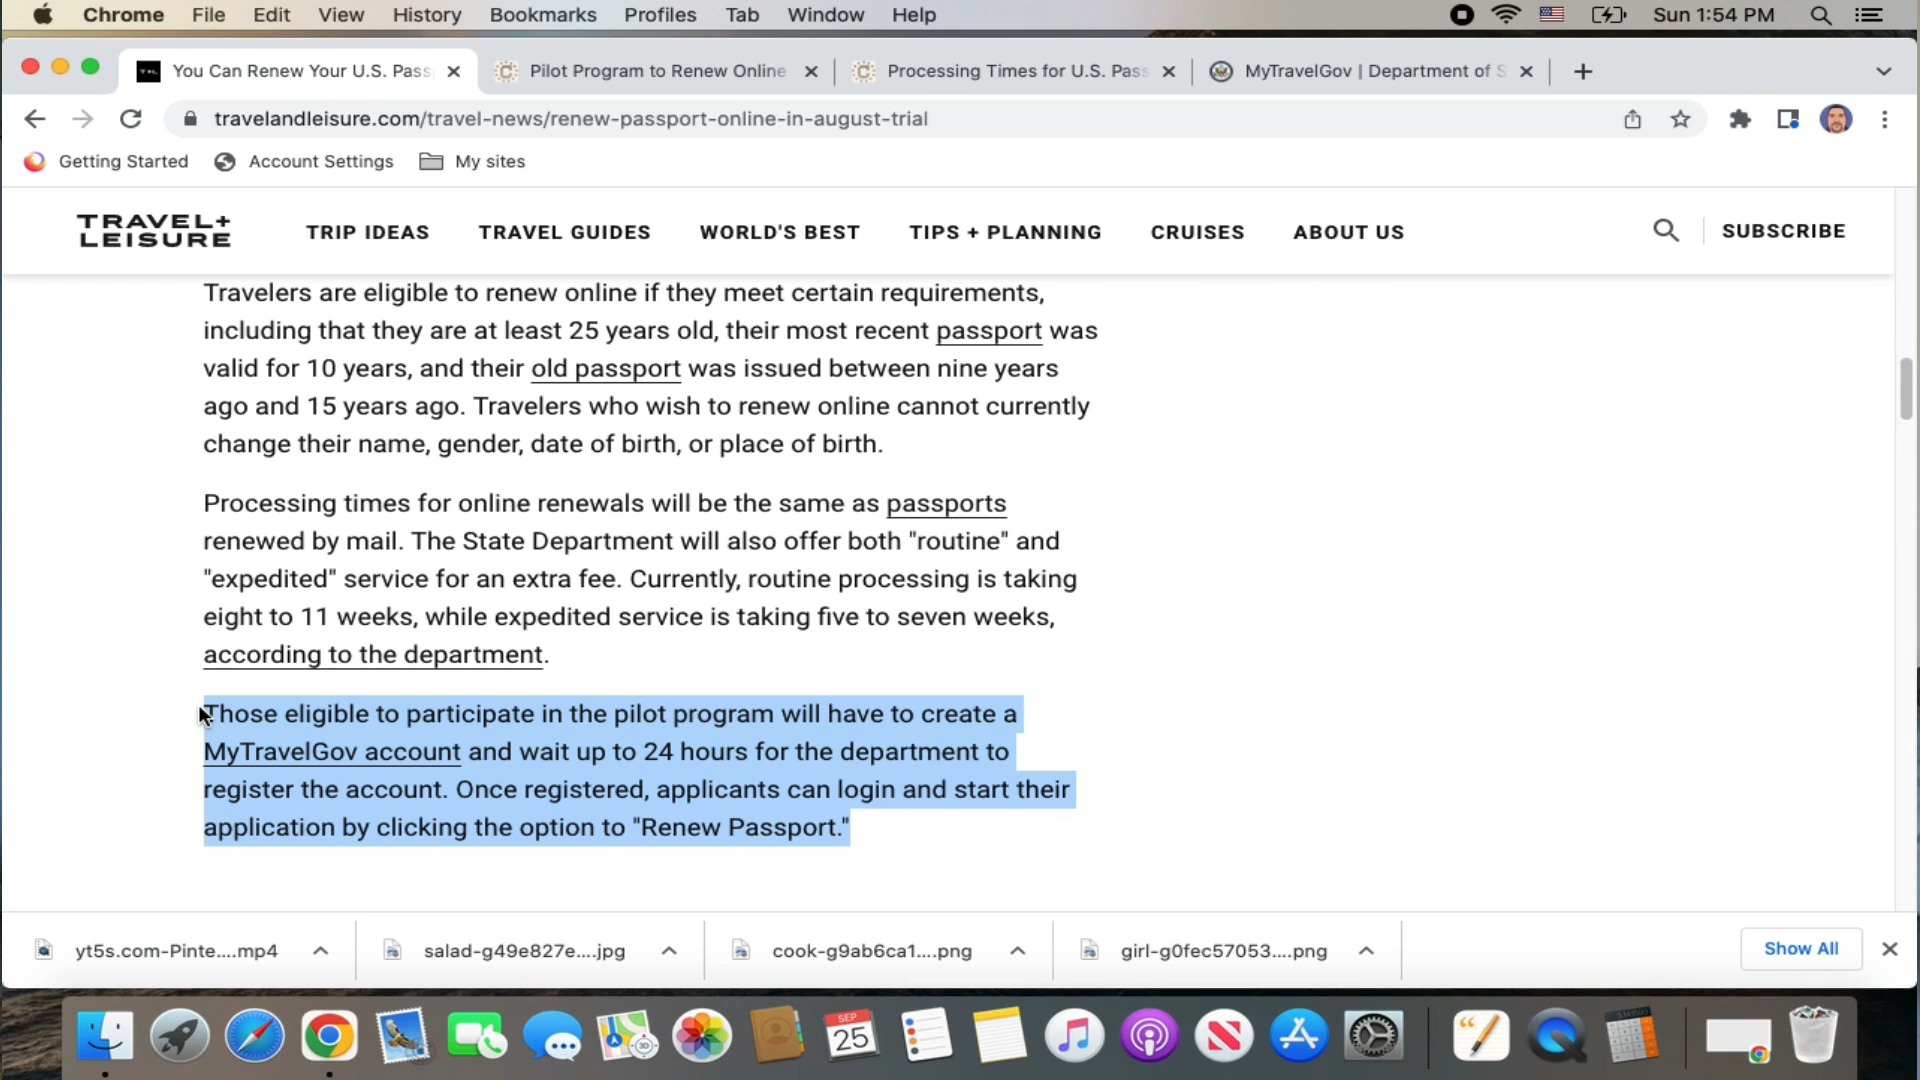 Chrome File Edit View History Bookmarks Profiles Tab Window Help Sun 1:54 PM
You Can Renew Your U.S. Pass Pilot Program to Renew Online Processing Times for U.S. Pass MyTravelGov | Department of S
travelandleisure.com/travel-news/renew-passport-online-in-august-trial
Getting Started Account Settings My sites
TRAVEL+
LEISURE
TRIP IDEAS TRAVEL GUIDES WORLD'S BEST TIPS + PLANNING CRUISES ABOUT US SUBSCRIBE
Travelers are eligible to renew online if they meet certain requirements,
including that they are at least 25 years old, their most recent passport was
valid for 10 years, and their old passport was issued between nine years
ago and 15 years ago. Travelers who wish to renew online cannot currently
change their name, gender, date of birth, or place of birth.
Processing times for online renewals will be the same as passports
renewed by mail. The State Department will also offer both "routine" and
"expedited" service for an extra fee. Currently, routine processing is taking
eight to 11 weeks, while expedited service is taking five to seven weeks,
according to the department.
Those eligible to participate in the pilot program will have to create a
MyTravelGov account and wait up to 24 hours for the department to
register the account. Once registered, applicants can login and start their
application by clicking the option to "Renew Passport."
yt5s.com-Pinte....mp4 salad-g49e827e....jpg cook-g9ab6ca1....png girl-g0fec57053....png Show All
SEP
25
3D